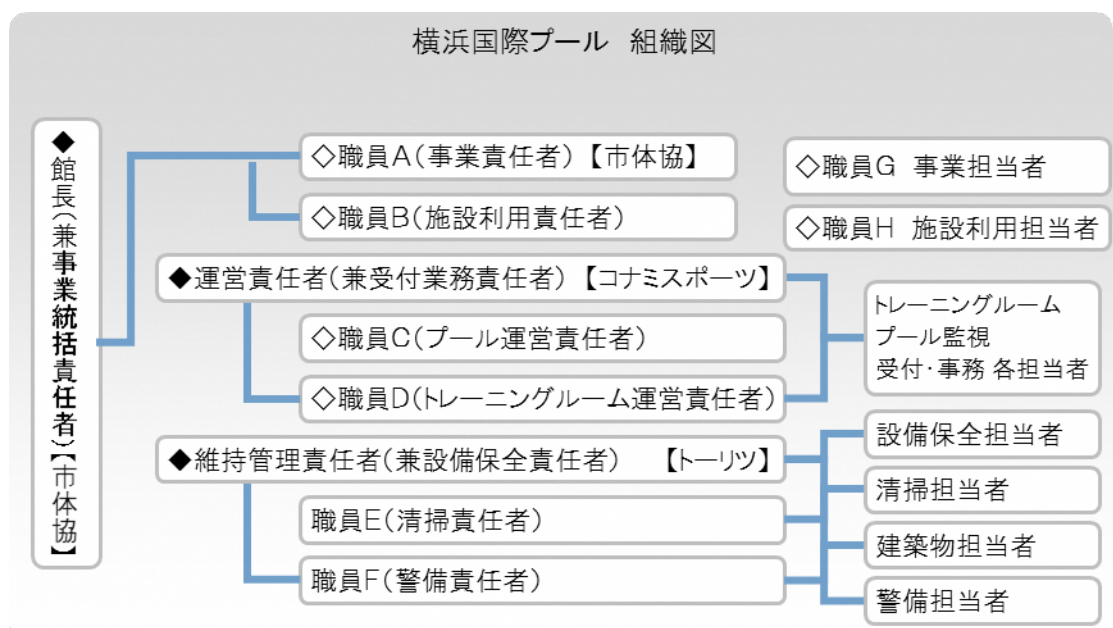 横浜国際プール 組織図
◆館長(兼事業統括責任者)【市体協】
◇職員A(事業責任者)【市体協】
◇職員B(施設利用責任者)
◇職員G 事業担当者
◇職員H 施設利用担当者
◆運営責任者(兼受付業務責任者)【コナミスポーツ】
◇職員C(プール運営責任者)
◇職員D(トレーニングルーム運営責任者)
トレーニングルーム
プール監視
受付・事務 各担当者
◆維持管理責任者(兼設備保全責任者) 【トーリツ】
職員E(清掃責任者)
職員F(警備責任者)
設備保全担当者
清掃担当者
建築物担当者
警備担当者